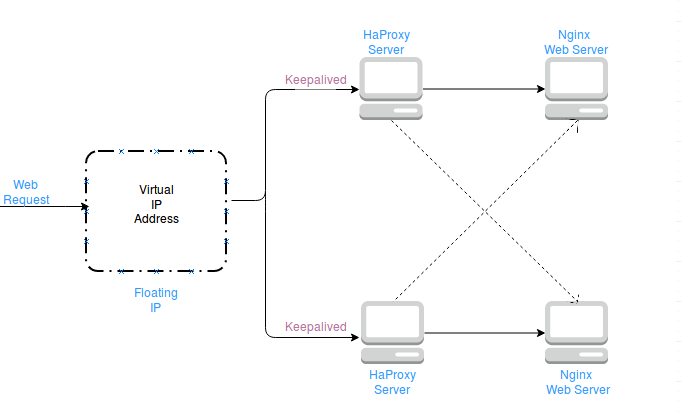 HaProxy
Server
Nginx
Web Server
Keepalived
Web
Request
Virtual
IP
Address
Floating
IP
Keepalived
HaProxy
Server
Nginx
Web Server